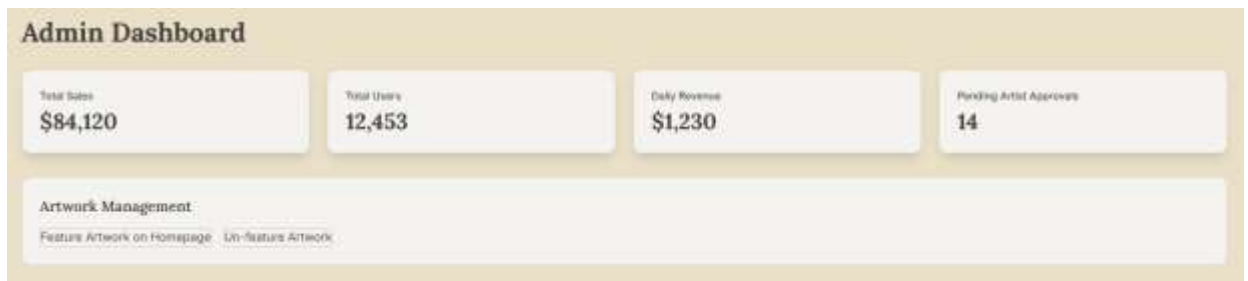 Admin Dashboard
Total Sales
$84,120
Total Users
12,453
Daily Revenue
$1,230
Pending Artist Approvals
14
Artwork Management
Feature Artwork on Homepage
Un-feature Artwork